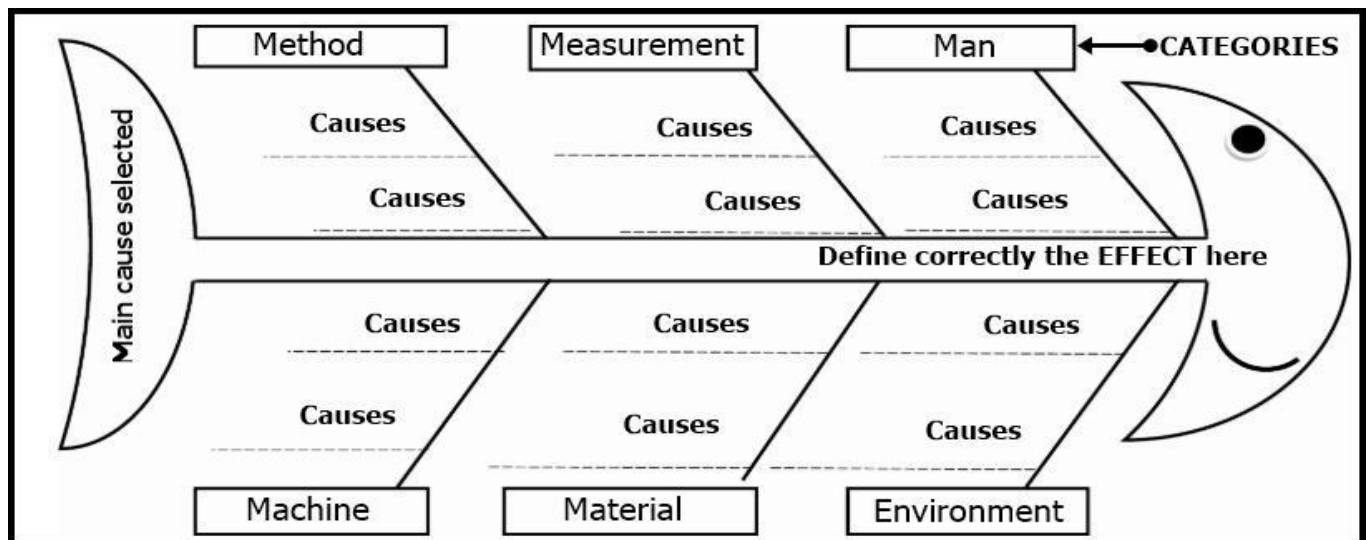 Method
Measurement
Man
CATEGORIES
Causes
Causes
Causes
Causes
Causes
Causes
Main cause selected
Define correctly the EFFECT here
Causes
Causes
Causes
Causes
Causes
Causes
Machine
Material
Environment